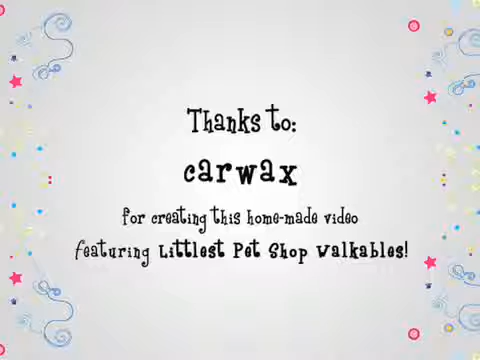 Thanks to:
carwax
for creating this home-made video
featuring Littlest Pet Shop Walkables!